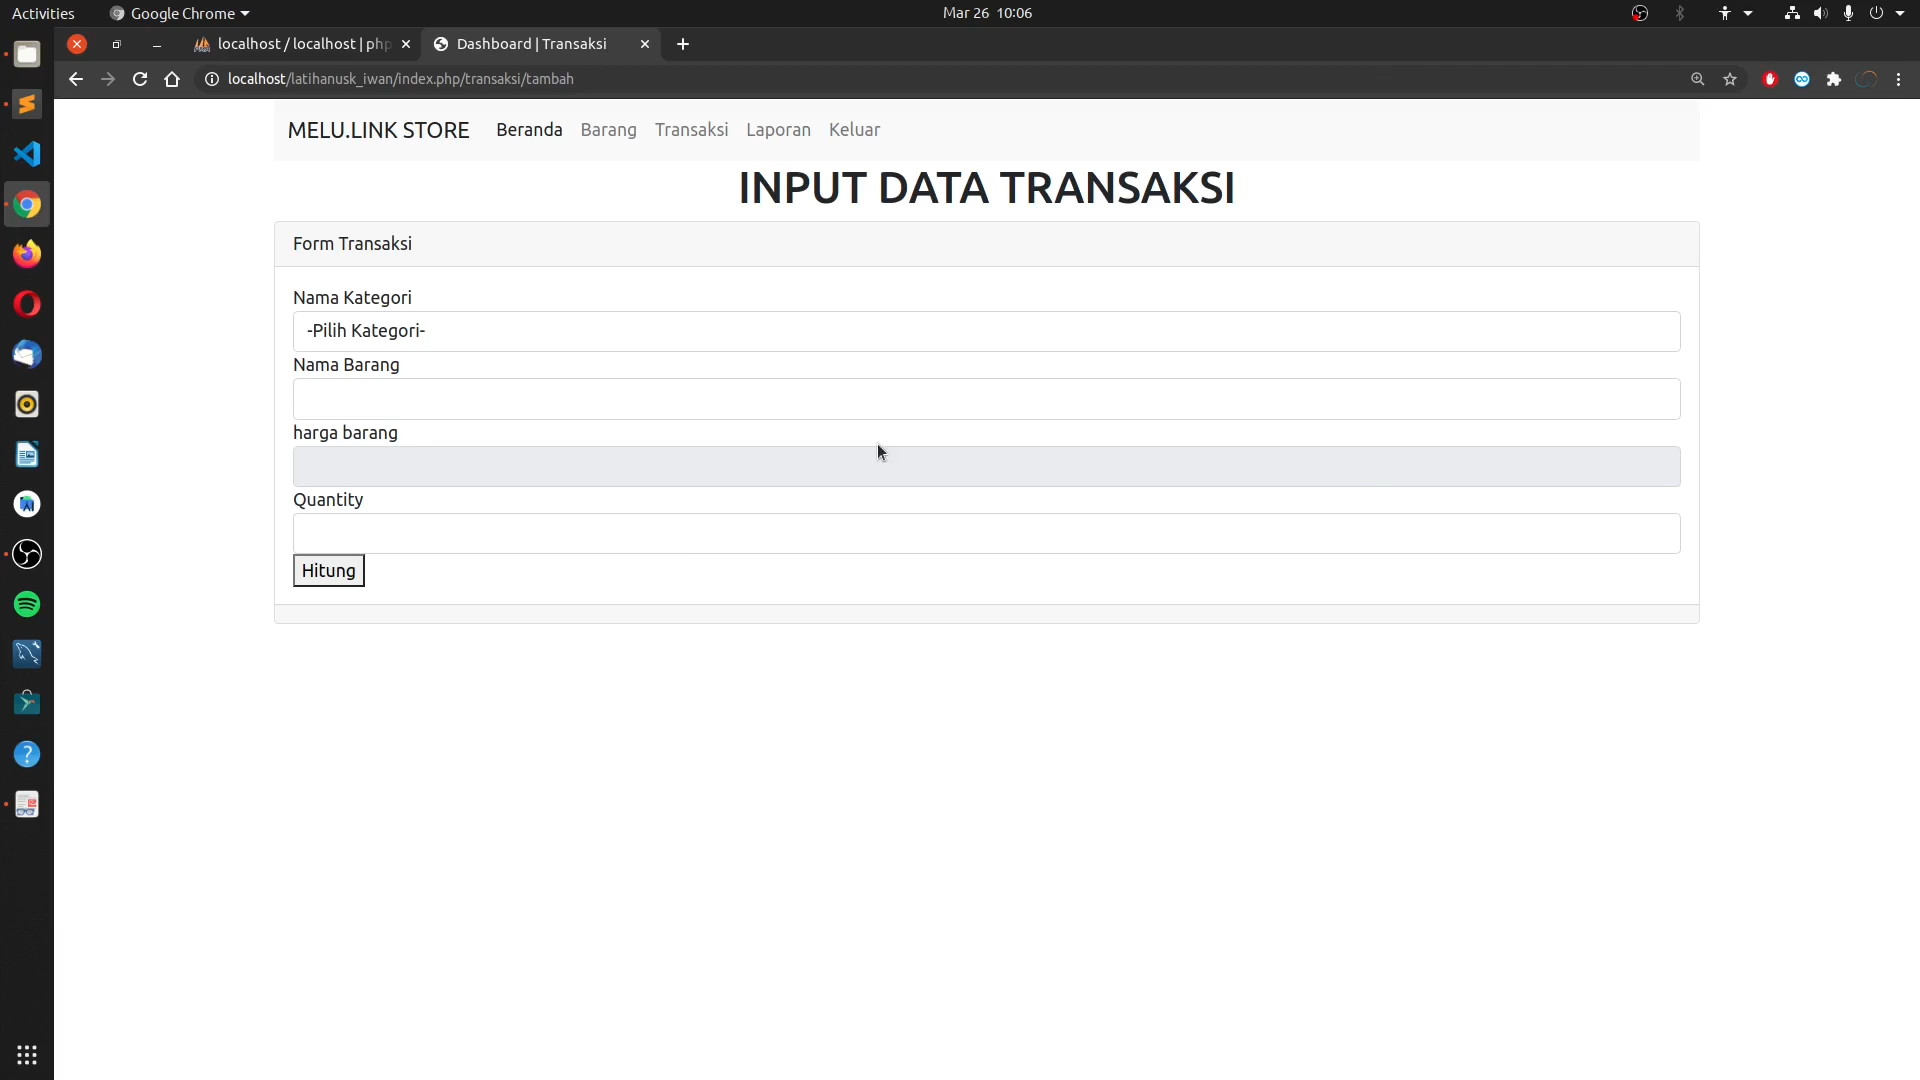 Activities
Google Chrome
Mar 26 10:06
localhost / localhost | php
Dashboard | Transaksi
localhost/latihanusk_iwan/index.php/transaksi/tambah
MELU.LINK STORE
Beranda
Barang
Transaksi
Laporan
Keluar
INPUT DATA TRANSAKSI
Form Transaksi
Nama Kategori
-Pilih Kategori-
Nama Barang
harga barang
Quantity
Hitung